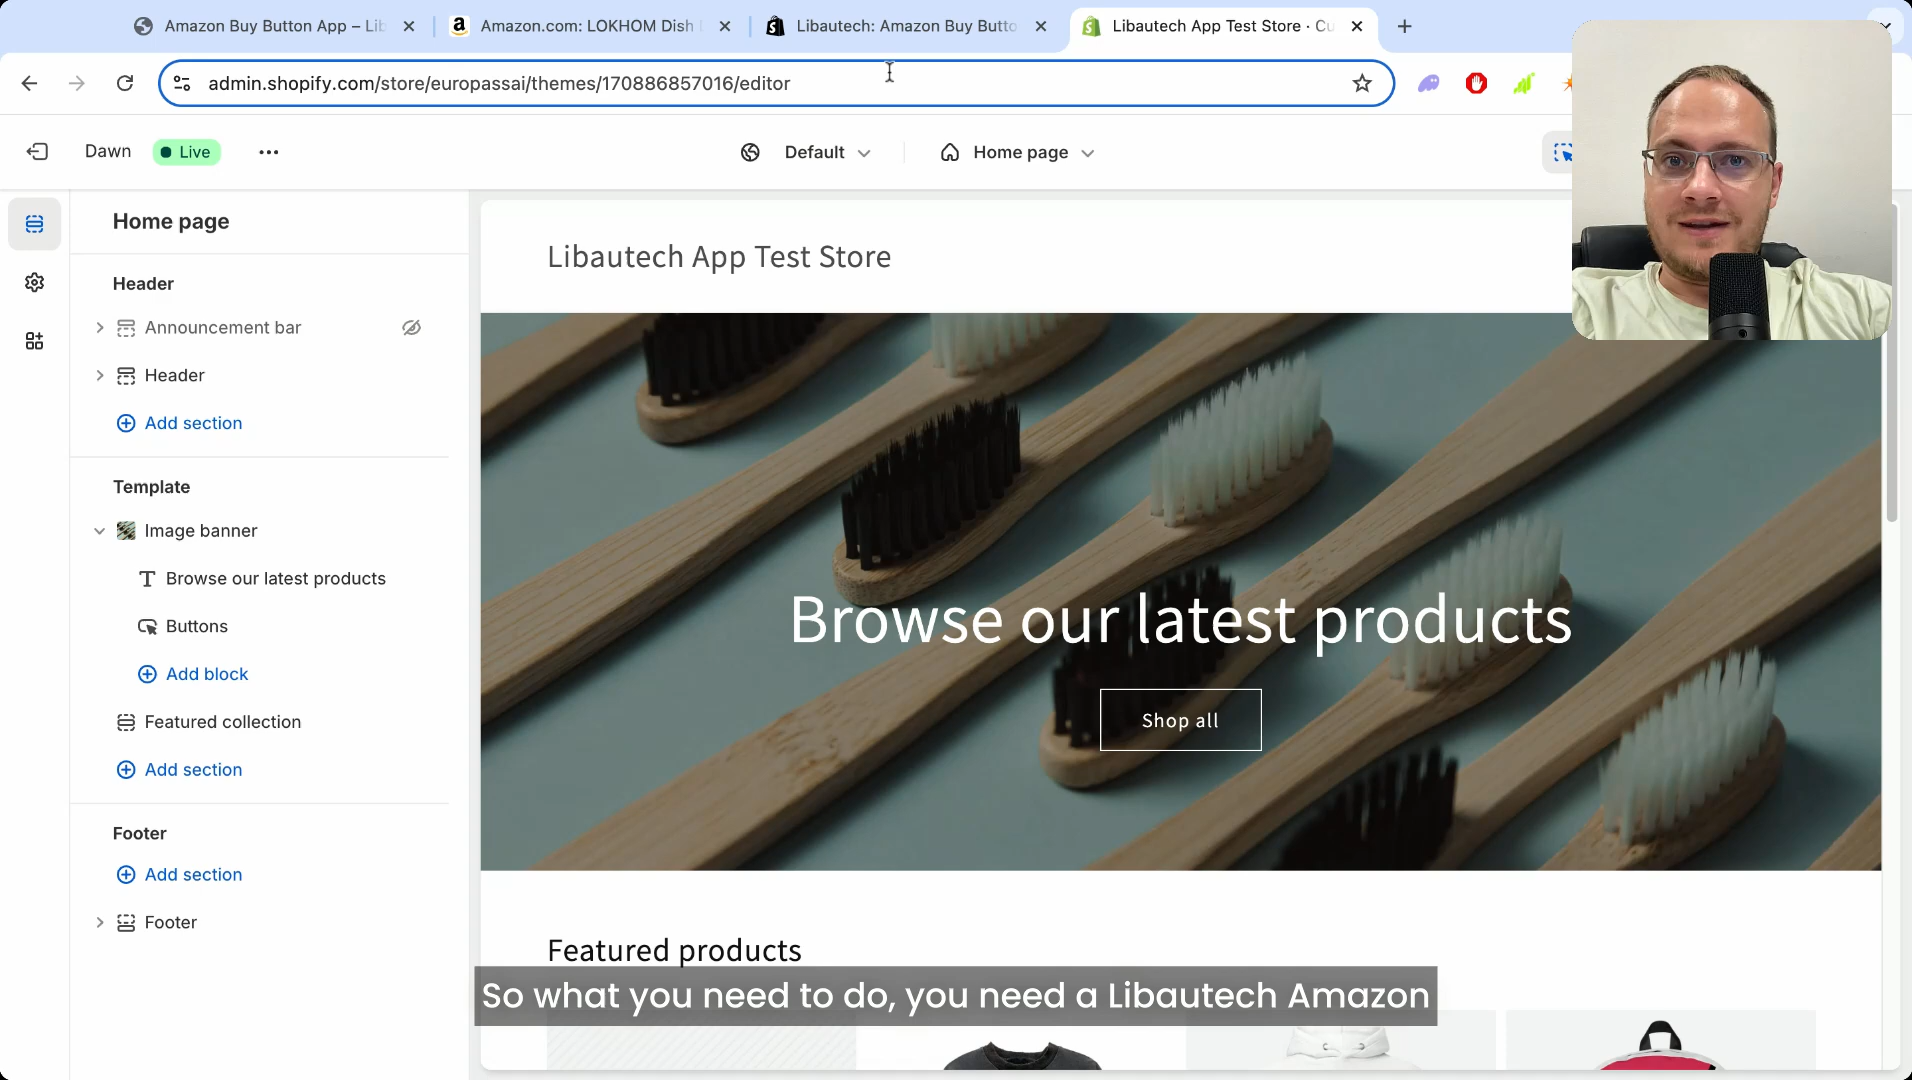 Amazon Buy Button App – Lib
Amazon.com: LOKHOM Dish
Libautech: Amazon Buy Butto
Libautech App Test Store · Cu
admin.shopify.com/store/europassai/themes/170886857016/editor
Dawn
Live
Default
Home page
Home page
Header
Announcement bar
Header
Add section
Template
Image banner
Browse our latest products
Buttons
Add block
Featured collection
Add section
Footer
Add section
Footer
Libautech App Test Store
Browse our latest products
Shop all
Featured products
So what you need to do, you need a Libautech Amazon